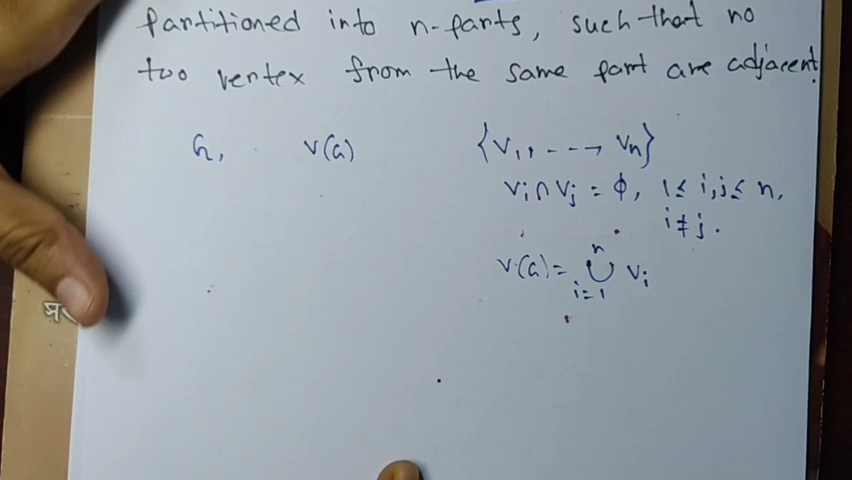 partitioned into n-parts, such that no
too vertex from the same part are adjacent.
G, V(G) {V1, ---, Vn}
Vi ∩ Vj = ϕ, 1 ≤ i, j ≤ n,
i ≠ j.
V(G) = ⋃_{i=1}^{n} Vi